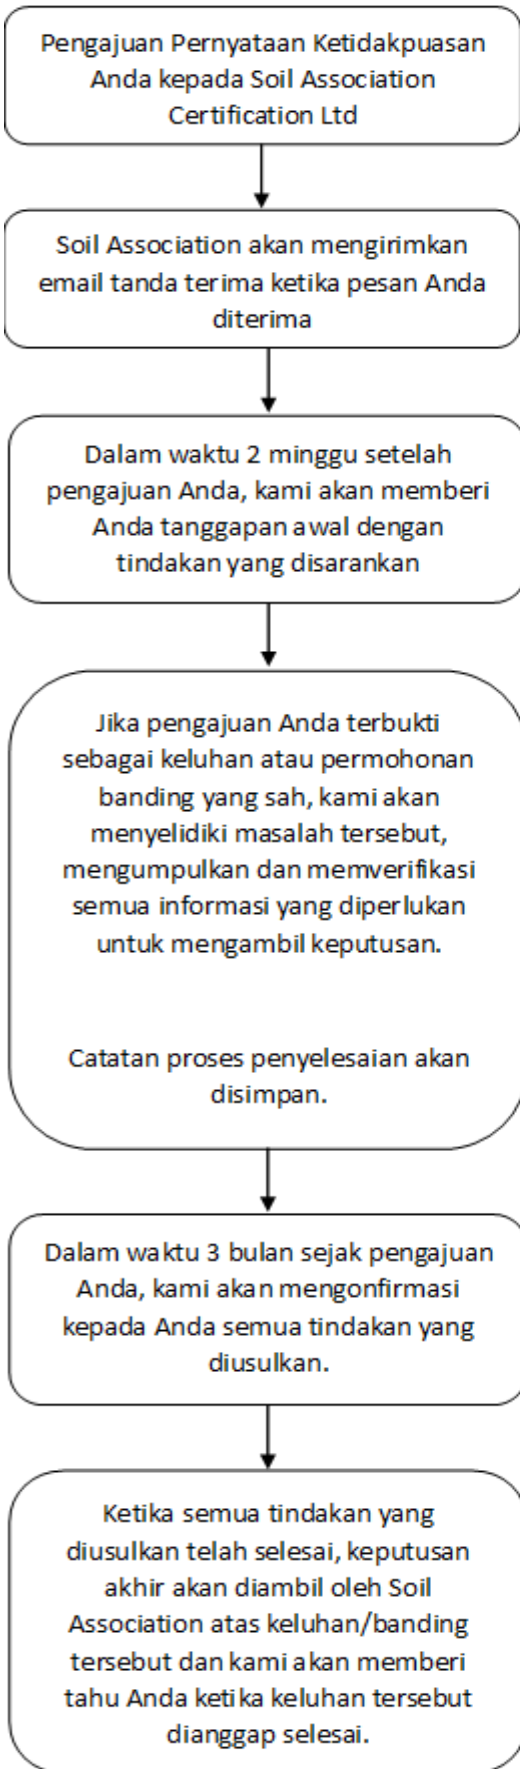 Pengajuan Pernyataan Ketidakpuasan
Anda kepada Soil Association
Certification Ltd
Soil Association akan mengirimkan
email tanda terima ketika pesan Anda
diterima
Dalam waktu 2 minggu setelah
pengajuan Anda, kami akan memberi
Anda tanggapan awal dengan
tindakan yang disarankan
Jika pengajuan Anda terbukti
sebagai keluhan atau permohonan
banding yang sah, kami akan
menyelidiki masalah tersebut,
mengumpulkan dan memverifikasi
semua informasi yang diperlukan
untuk mengambil keputusan.
Catatan proses penyelesaian akan
disimpan.
Dalam waktu 3 bulan sejak pengajuan
Anda, kami akan mengonfirmasi
kepada Anda semua tindakan yang
diusulkan.
Ketika semua tindakan yang
diusulkan telah selesai, keputusan
akhir akan diambil oleh Soil
Association atas keluhan/banding
tersebut dan kami akan memberi
tahu Anda ketika keluhan tersebut
dianggap selesai.